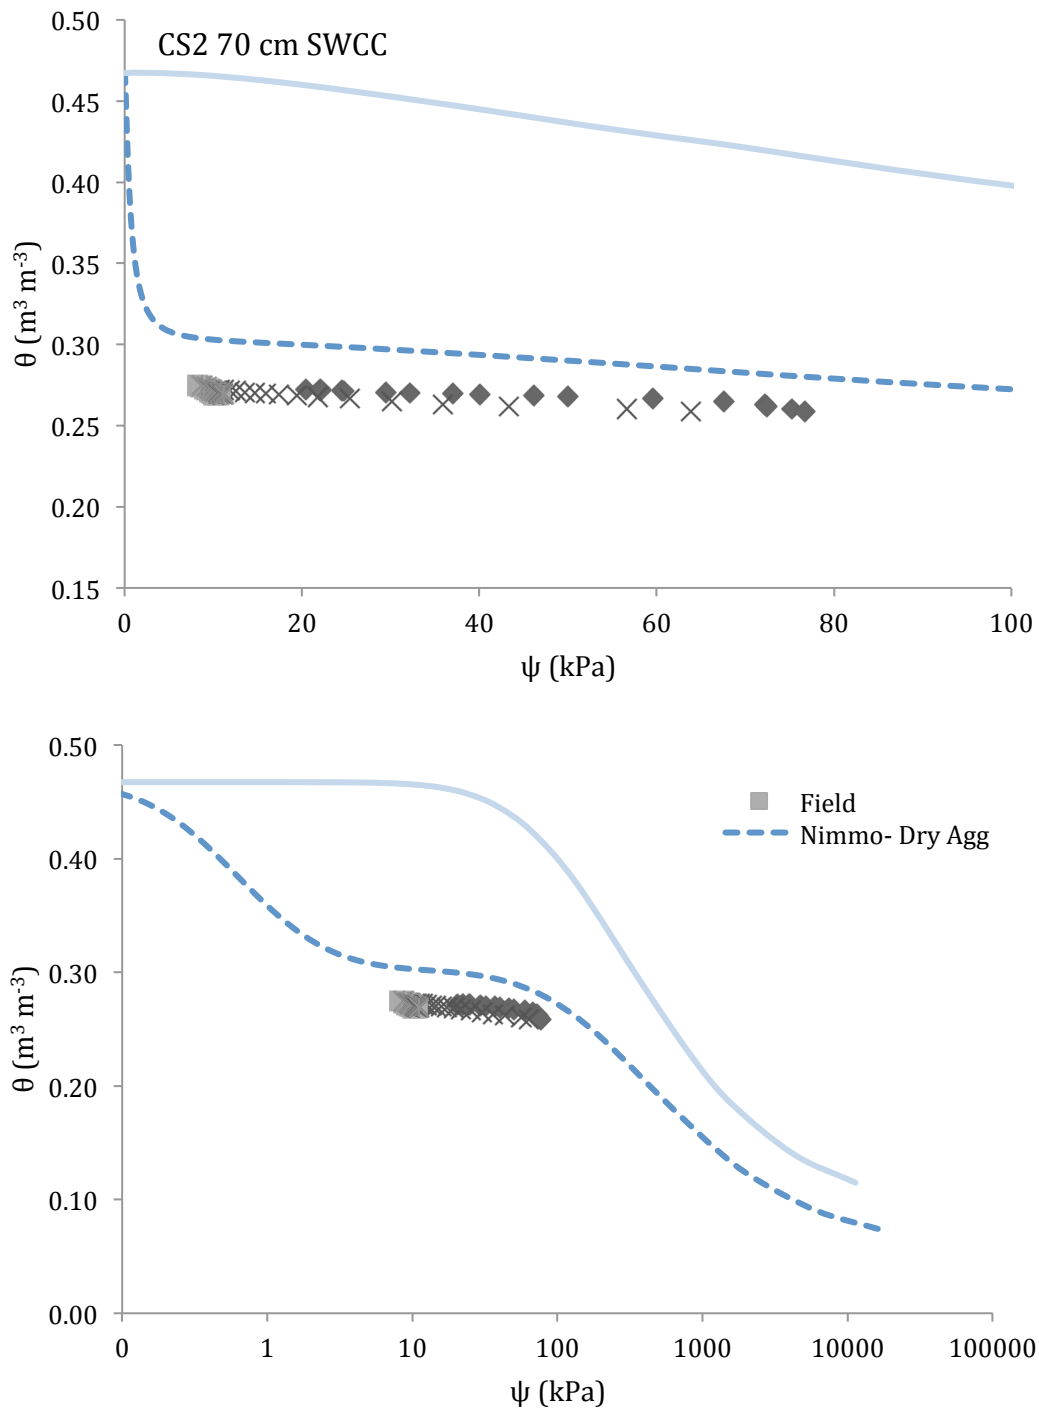 CS2 70 cm SWCC
0.50
0.45
0.40
0.35
0.30
0.25
0.20
0.15
θ (m³ m⁻³)
0 20 40 60 80 100
ψ (kPa)
0.50
0.40
0.30
0.20
0.10
0.00
θ (m³ m⁻³)
Field
Nimmo- Dry Agg
0 1 10 100 1000 10000 100000
ψ (kPa)